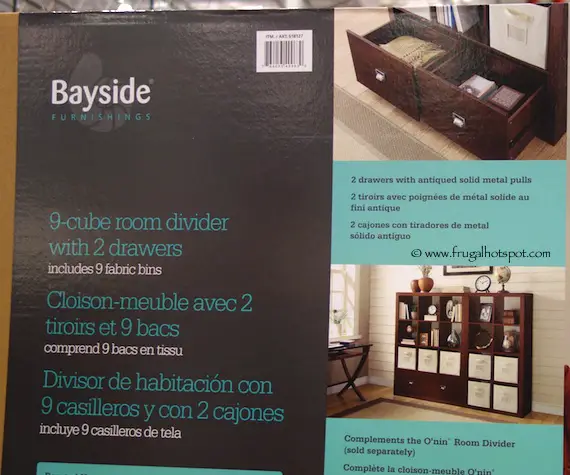 ITM. / ART. 578157
Bayside
FURNISHINGS
9-cube room divider
with 2 drawers
includes 9 fabric bins
Cloison-meuble avec 2
tiroirs et 9 bacs
comprend 9 bacs en tissu
Divisor de habitación con
9 casilleros y con 2 cajones
incluye 9 casilleros de tela
2 drawers with antiqued solid metal pulls
2 tiroirs avec poignées de métal solide au
fini antique
2 cajones con tiradores de metal
sólido antiguo
© www.frugalhotspot.com
Complements the Q'nin™ Room Divider
(sold separately)
Complète la cloison-meuble Q'nin®